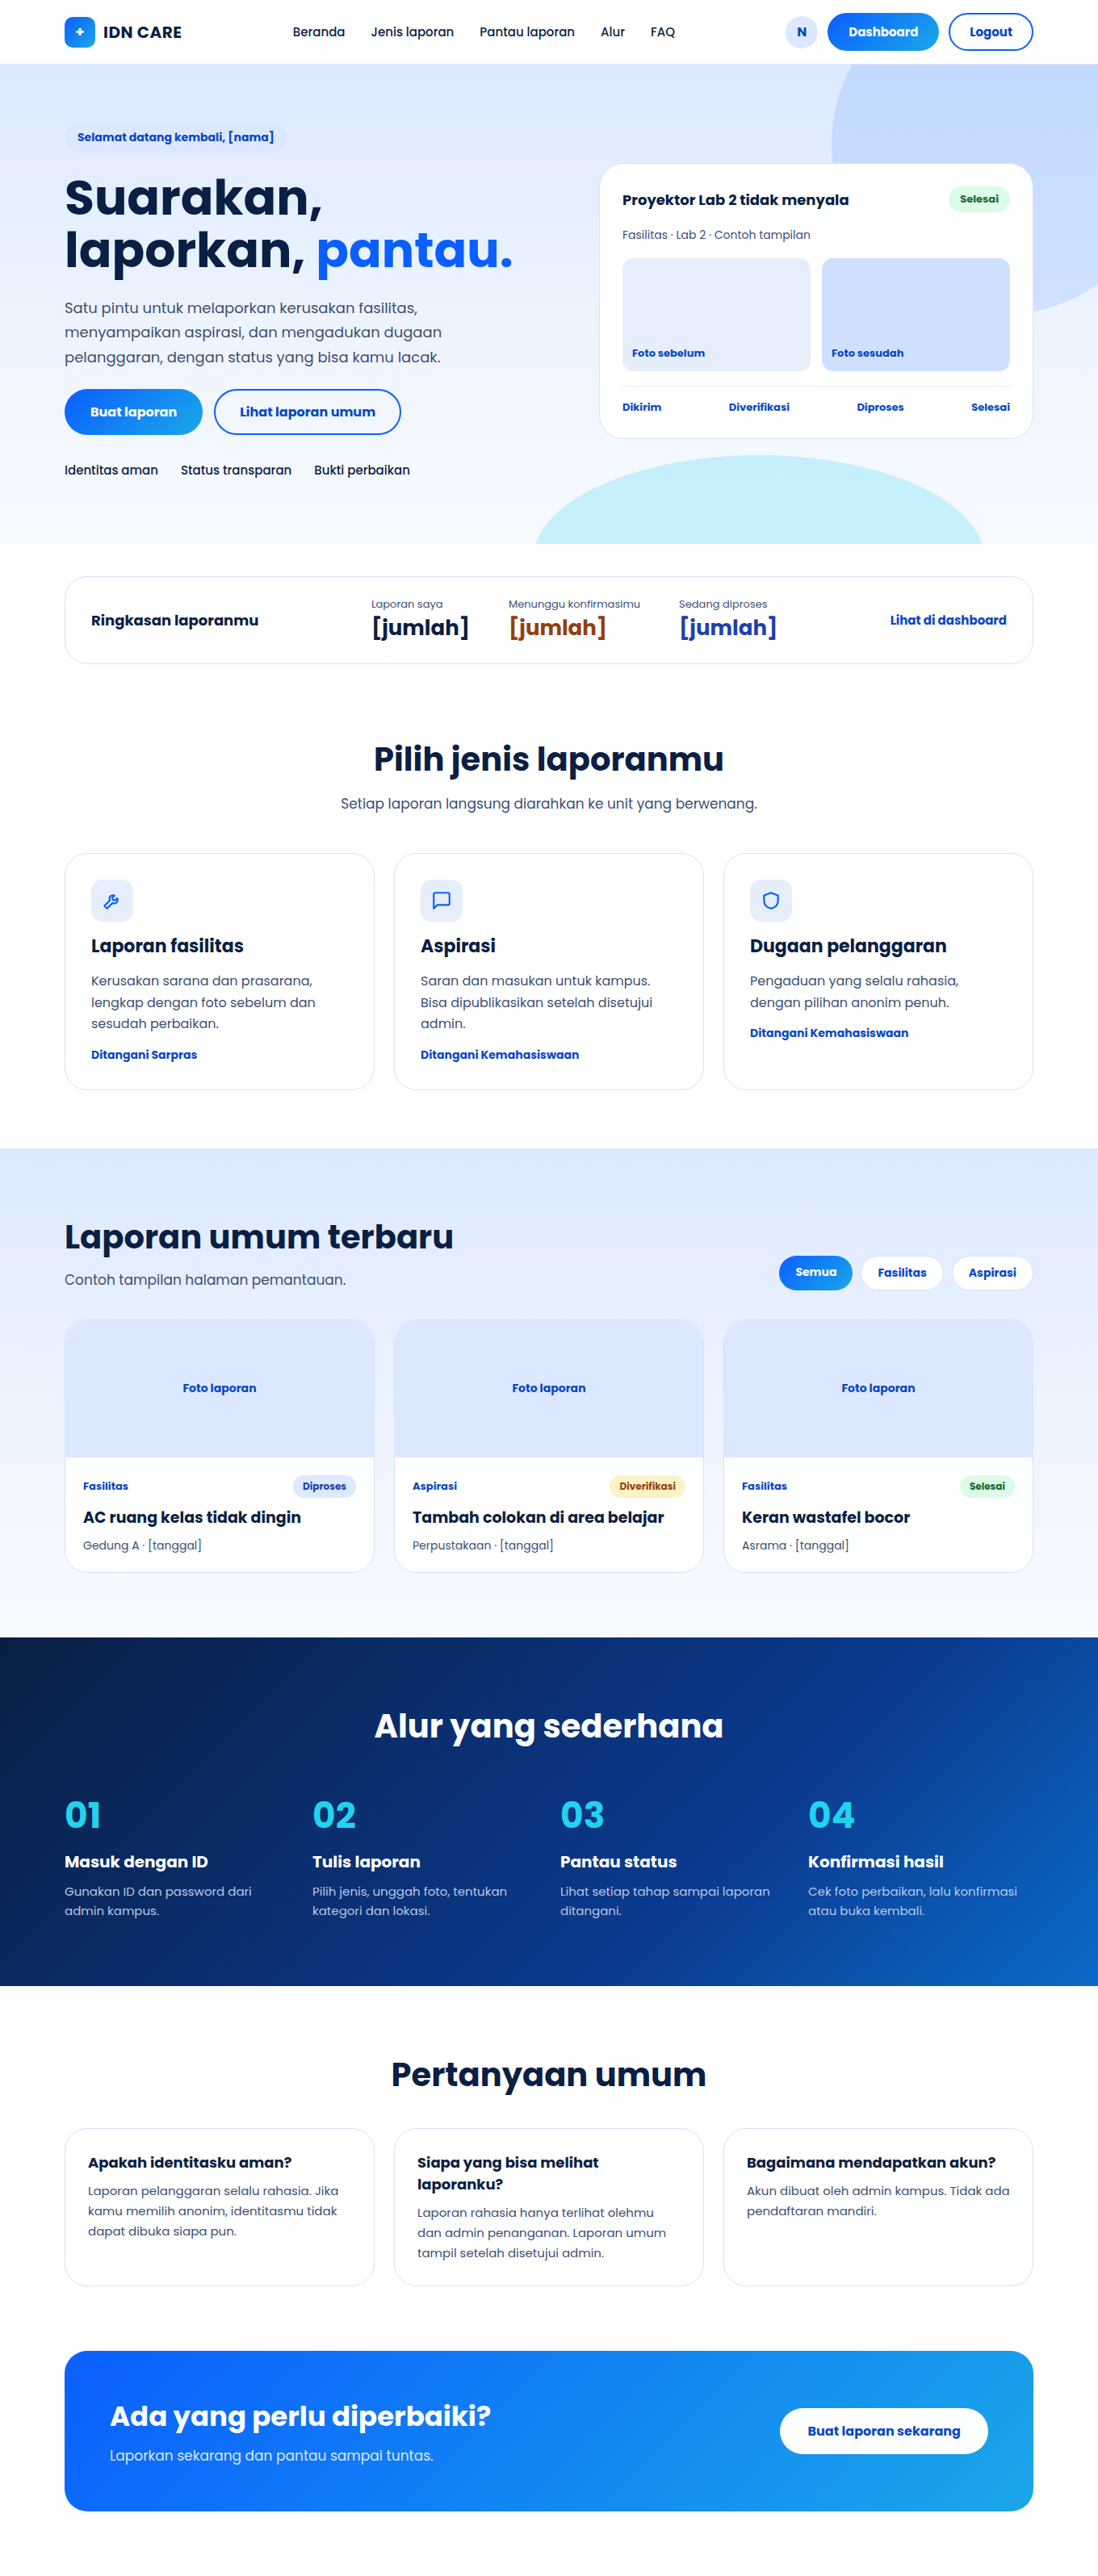 + IDN CARE
Beranda Jenis laporan Pantau laporan Alur FAQ
N Dashboard Logout
Selamat datang kembali, [nama]
Suarakan,
laporkan, pantau.
Satu pintu untuk melaporkan kerusakan fasilitas,
menyampaikan aspirasi, dan mengadukan dugaan
pelanggaran, dengan status yang bisa kamu lacak.
Buat laporan Lihat laporan umum
Identitas aman Status transparan Bukti perbaikan
Proyektor Lab 2 tidak menyala Selesai
Fasilitas · Lab 2 · Contoh tampilan
Foto sebelum Foto sesudah
Dikirim Diverifikasi Diproses Selesai
Ringkasan laporanmu
Laporan saya
[jumlah]
Menunggu konfirmasimu
[jumlah]
Sedang diproses
[jumlah]
Lihat di dashboard
Pilih jenis laporanmu
Setiap laporan langsung diarahkan ke unit yang berwenang.
Laporan fasilitas
Kerusakan sarana dan prasarana,
lengkap dengan foto sebelum dan
sesudah perbaikan.
Ditangani Sarpras
Aspirasi
Saran dan masukan untuk kampus.
Bisa dipublikasikan setelah disetujui
admin.
Ditangani Kemahasiswaan
Dugaan pelanggaran
Pengaduan yang selalu rahasia,
dengan pilihan anonim penuh.
Ditangani Kemahasiswaan
Laporan umum terbaru
Contoh tampilan halaman pemantauan.
Semua Fasilitas Aspirasi
Foto laporan
Fasilitas Diproses
AC ruang kelas tidak dingin
Gedung A · [tanggal]
Foto laporan
Aspirasi Diverifikasi
Tambah colokan di area belajar
Perpustakaan · [tanggal]
Foto laporan
Fasilitas Selesai
Keran wastafel bocor
Asrama · [tanggal]
Alur yang sederhana
01
Masuk dengan ID
Gunakan ID dan password dari
admin kampus.
02
Tulis laporan
Pilih jenis, unggah foto, tentukan
kategori dan lokasi.
03
Pantau status
Lihat setiap tahap sampai laporan
ditangani.
04
Konfirmasi hasil
Cek foto perbaikan, lalu konfirmasi
atau buka kembali.
Pertanyaan umum
Apakah identitasku aman?
Laporan pelanggaran selalu rahasia. Jika
kamu memilih anonim, identitasmu tidak
dapat dibuka siapa pun.
Siapa yang bisa melihat
laporanku?
Laporan rahasia hanya terlihat olehmu
dan admin penanganan. Laporan umum
tampil setelah disetujui admin.
Bagaimana mendapatkan akun?
Akun dibuat oleh admin kampus. Tidak ada
pendaftaran mandiri.
Ada yang perlu diperbaiki?
Laporkan sekarang dan pantau sampai tuntas.
Buat laporan sekarang